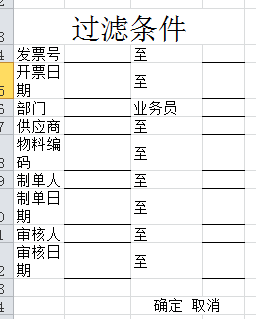 过滤条件
发票号 至
开票日
期 至
部门 业务员
供应商 至
物料编
码 至
制单人 至
制单日
期 至
审核人 至
审核日
期 至
确定 取消